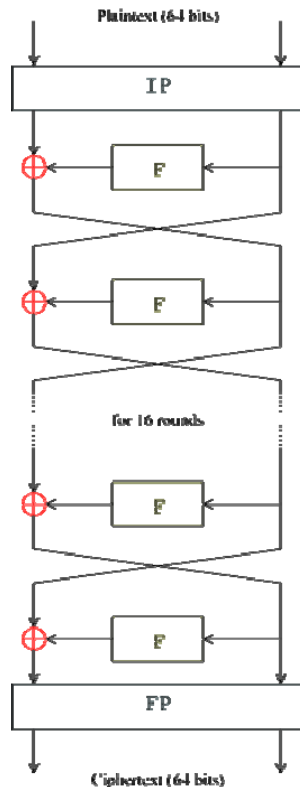 Plaintext (64 bits)
IP
F
F
for 16 rounds
F
F
FP
Ciphertext (64 bits)